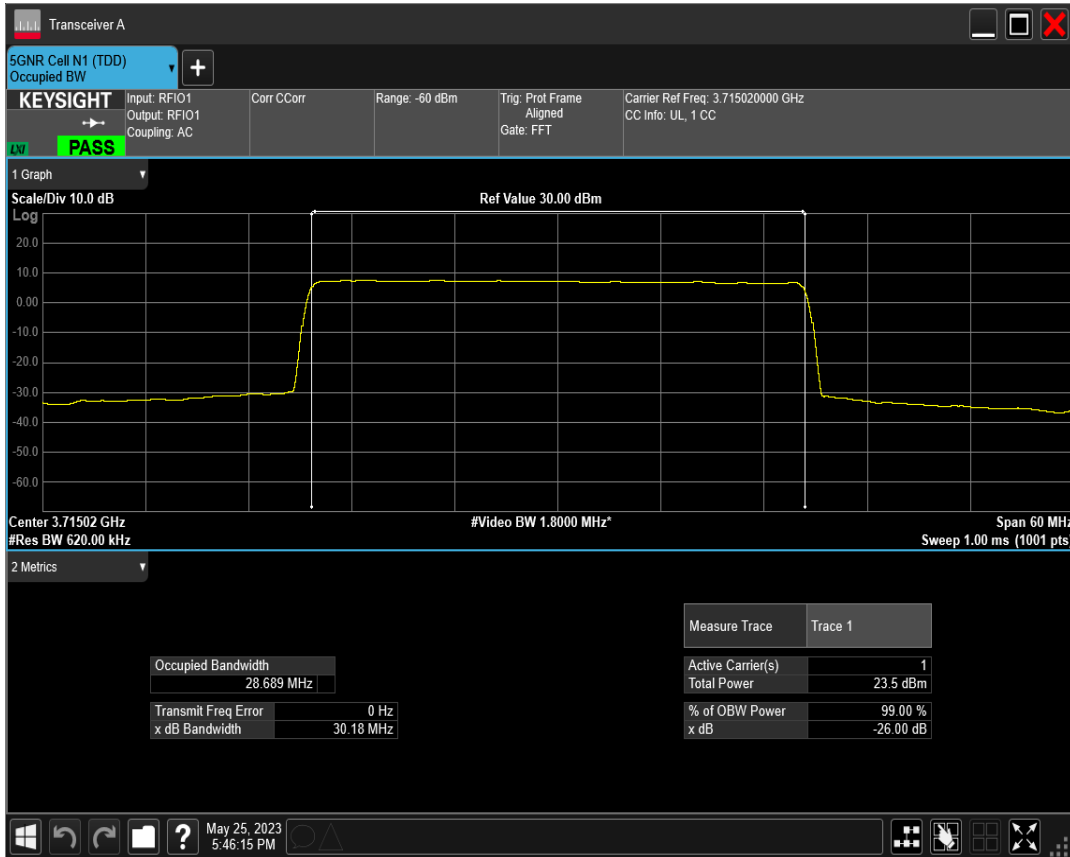 Transceiver A
5GNR Cell N1 (TDD)
Occupied BW
+
KEYSIGHT
LXI
PASS
Input: RFIO1
Output: RFIO1
Coupling: AC
Corr CCorr
Range: -60 dBm
Trig: Prot Frame
Aligned
Gate: FFT
Carrier Ref Freq: 3.715020000 GHz
CC Info: UL, 1 CC
1 Graph
Scale/Div 10.0 dB
Ref Value 30.00 dBm
Log
20.0
10.0
0.00
-10.0
-20.0
-30.0
-40.0
-50.0
-60.0
Center 3.71502 GHz
#Video BW 1.8000 MHz*
Span 60 MHz
#Res BW 620.00 kHz
Sweep 1.00 ms (1001 pts)
2 Metrics
Measure Trace Trace 1
Occupied Bandwidth
28.689 MHz
Active Carrier(s) 1
Total Power 23.5 dBm
Transmit Freq Error 0 Hz
x dB Bandwidth 30.18 MHz
% of OBW Power 99.00 %
x dB -26.00 dB
?
May 25, 2023
5:46:15 PM